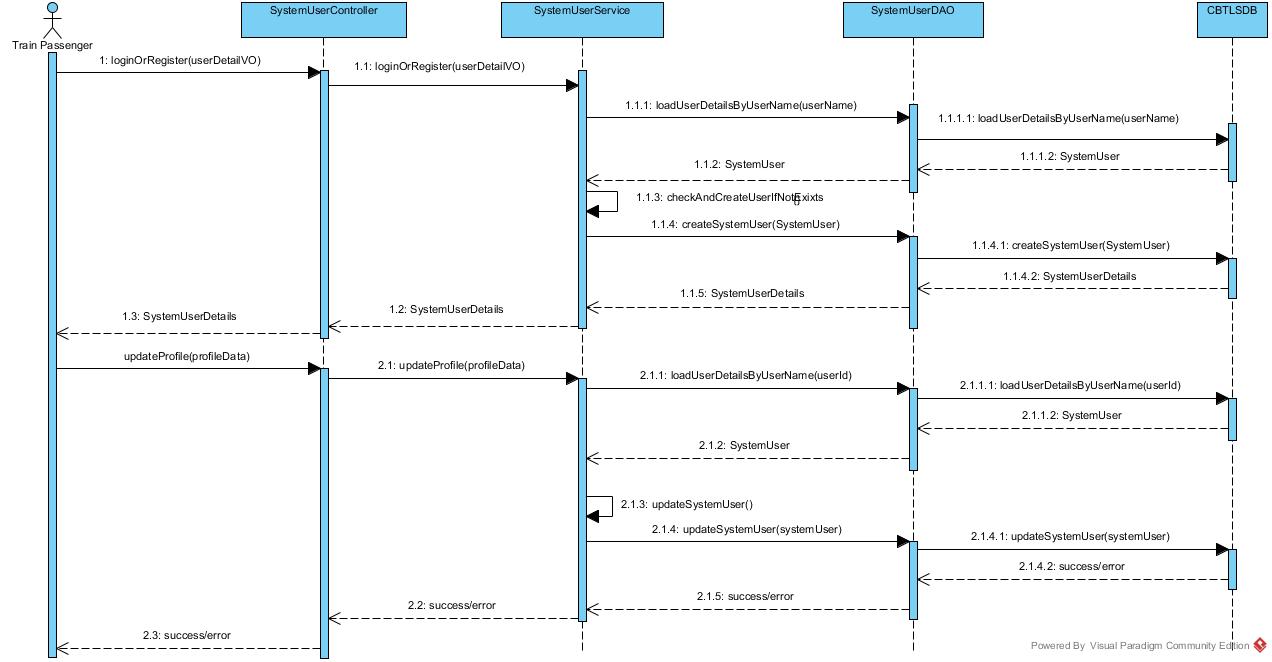 SystemUserController
SystemUserService
SystemUserDAO
CBTLSDB
Train Passenger
1: loginOrRegister(userDetailVO)
1.1: loginOrRegister(userDetailVO)
1.1.1: loadUserDetailsByUserName(userName)
1.1.1.1: loadUserDetailsByUserName(userName)
1.1.1.2: SystemUser
1.1.2: SystemUser
1.1.3: checkAndCreateUserIfNotExixts()
1.1.4: createSystemUser(SystemUser)
1.1.4.1: createSystemUser(SystemUser)
1.1.4.2: SystemUserDetails
1.1.5: SystemUserDetails
1.2: SystemUserDetails
1.3: SystemUserDetails
updateProfile(profileData)
2.1: updateProfile(profileData)
2.1.1: loadUserDetailsByUserName(userId)
2.1.1.1: loadUserDetailsByUserName(userId)
2.1.1.2: SystemUser
2.1.2: SystemUser
2.1.3: updateSystemUser()
2.1.4: updateSystemUser(systemUser)
2.1.4.1: updateSystemUser(systemUser)
2.1.4.2: success/error
2.1.5: success/error
2.2: success/error
2.3: success/error
Powered By Visual Paradigm Community Edition